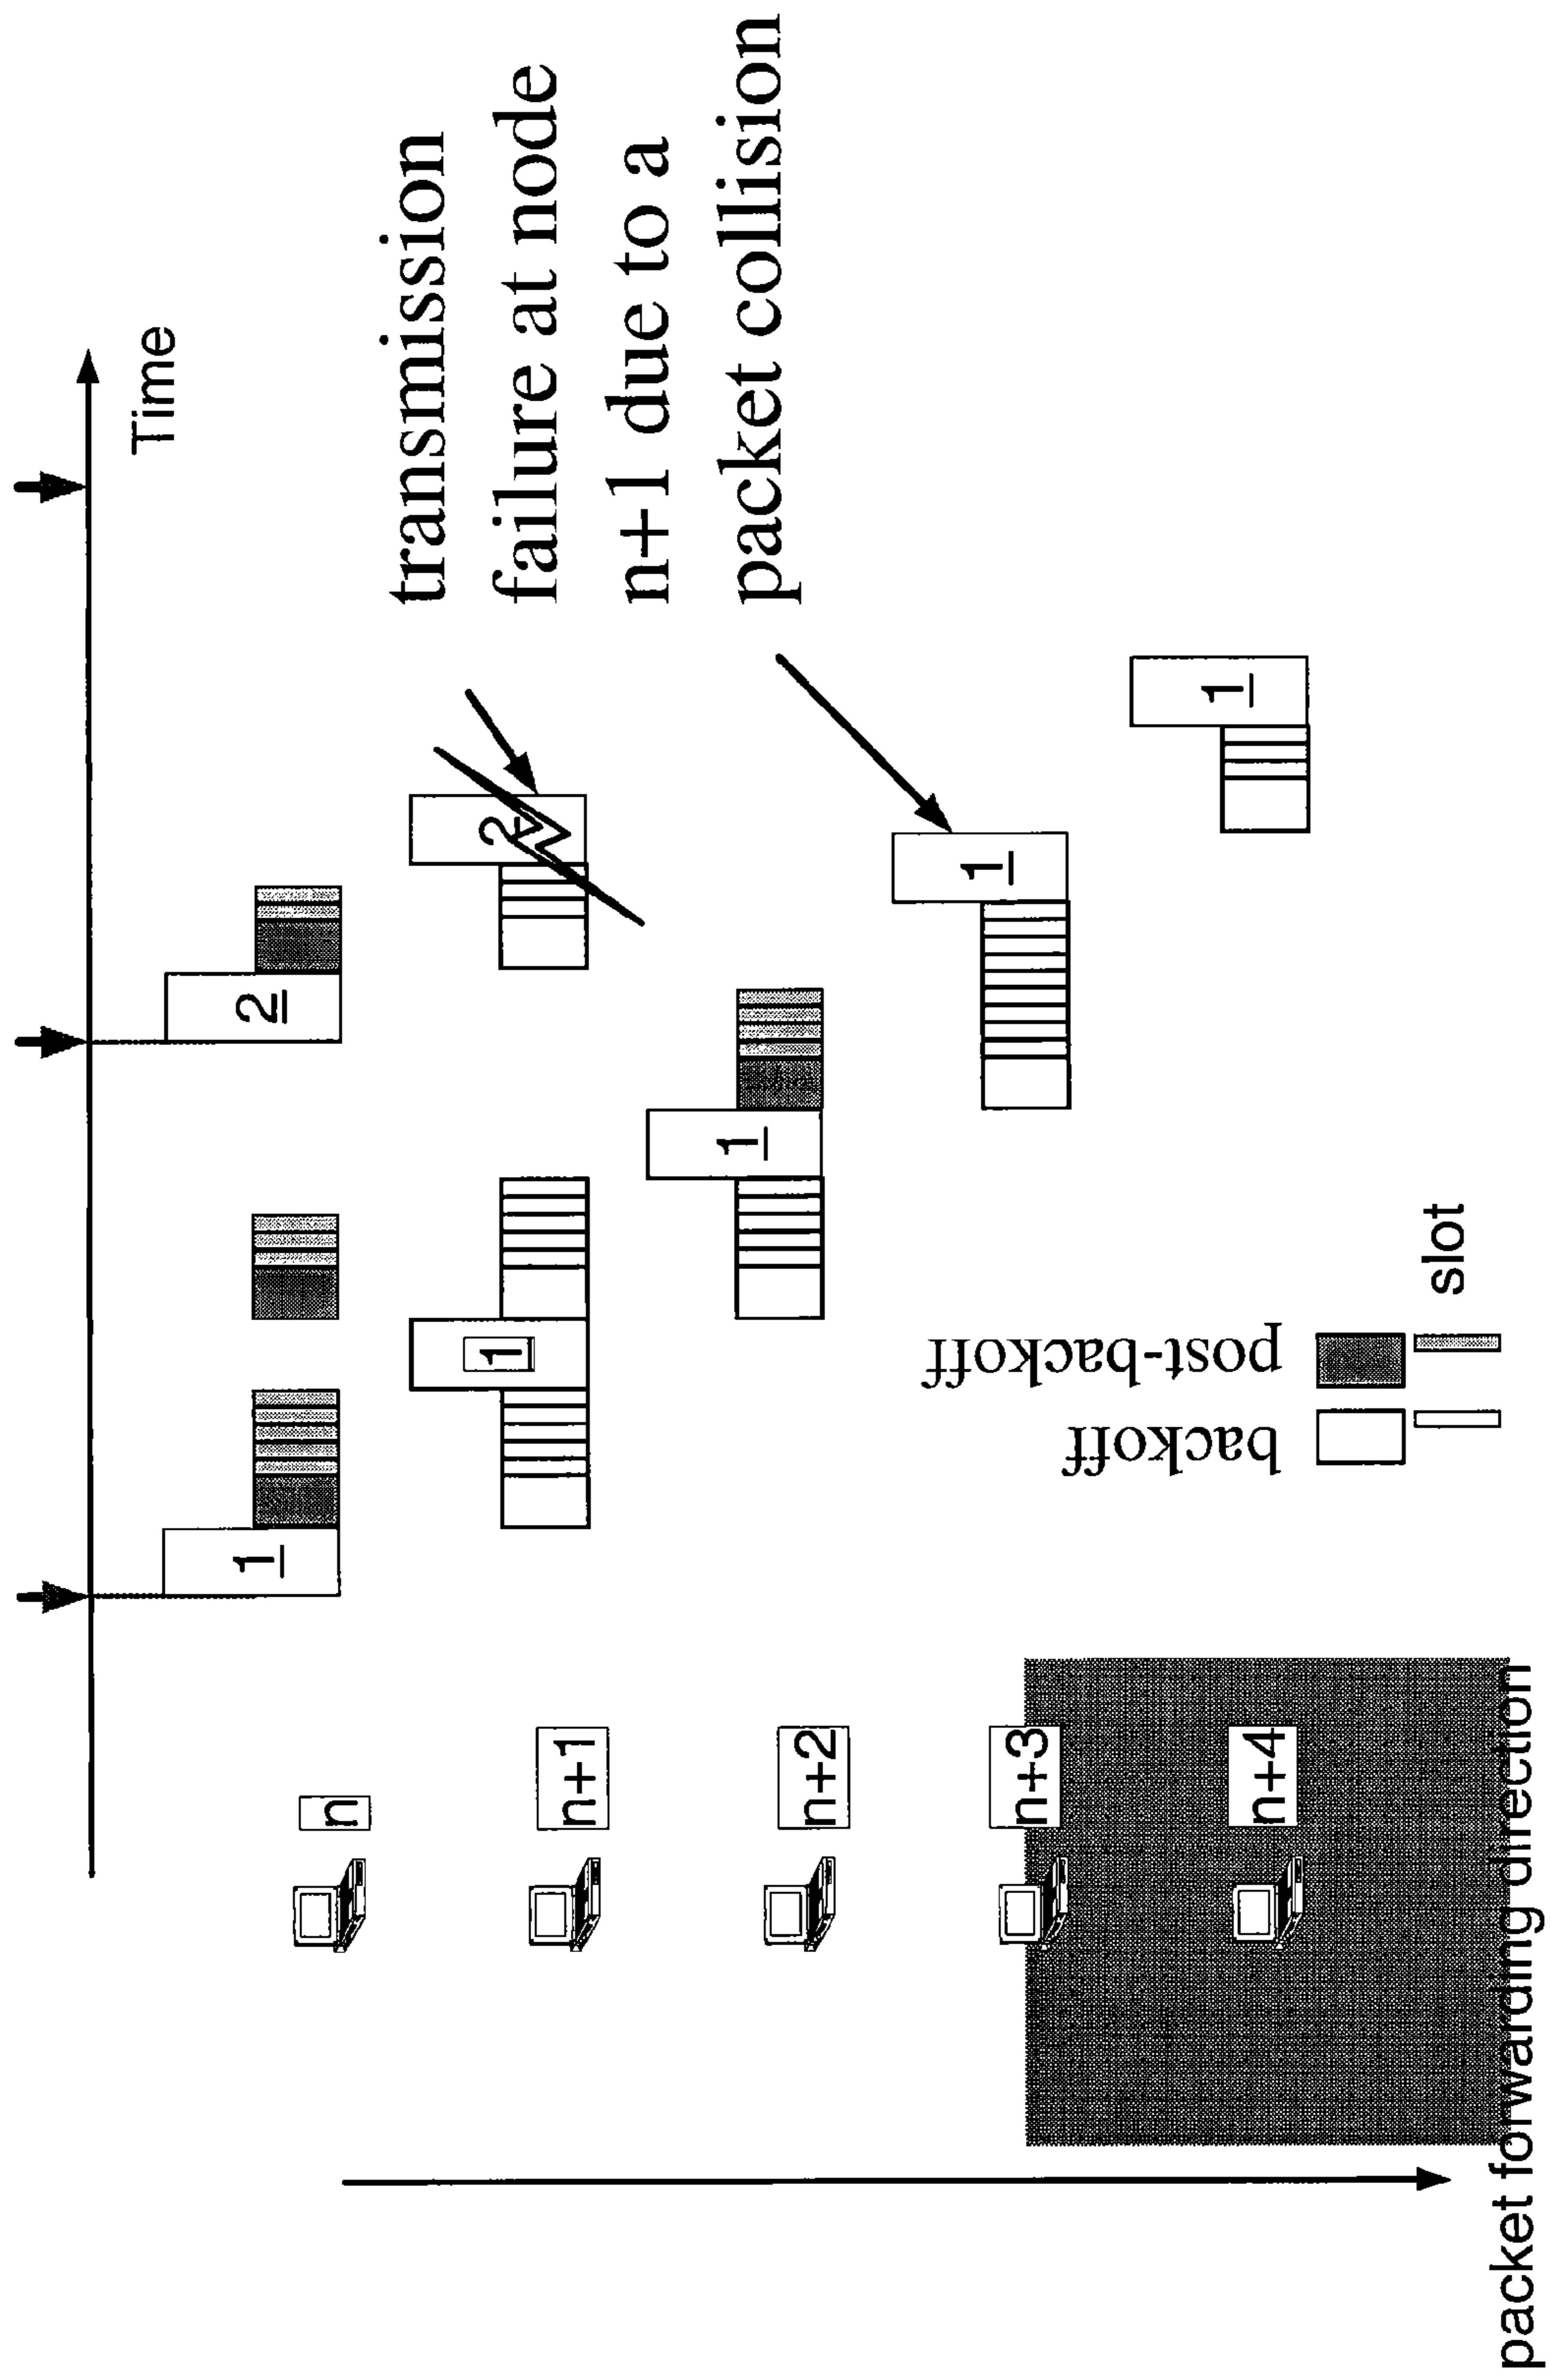 Time
transmission
failure at node
n+1 due to a
packet collision
n
1
2
n+1
1
2
n+2
1
n+3
1
n+4
1
backoff
post-backoff
slot
packet forwarding direction